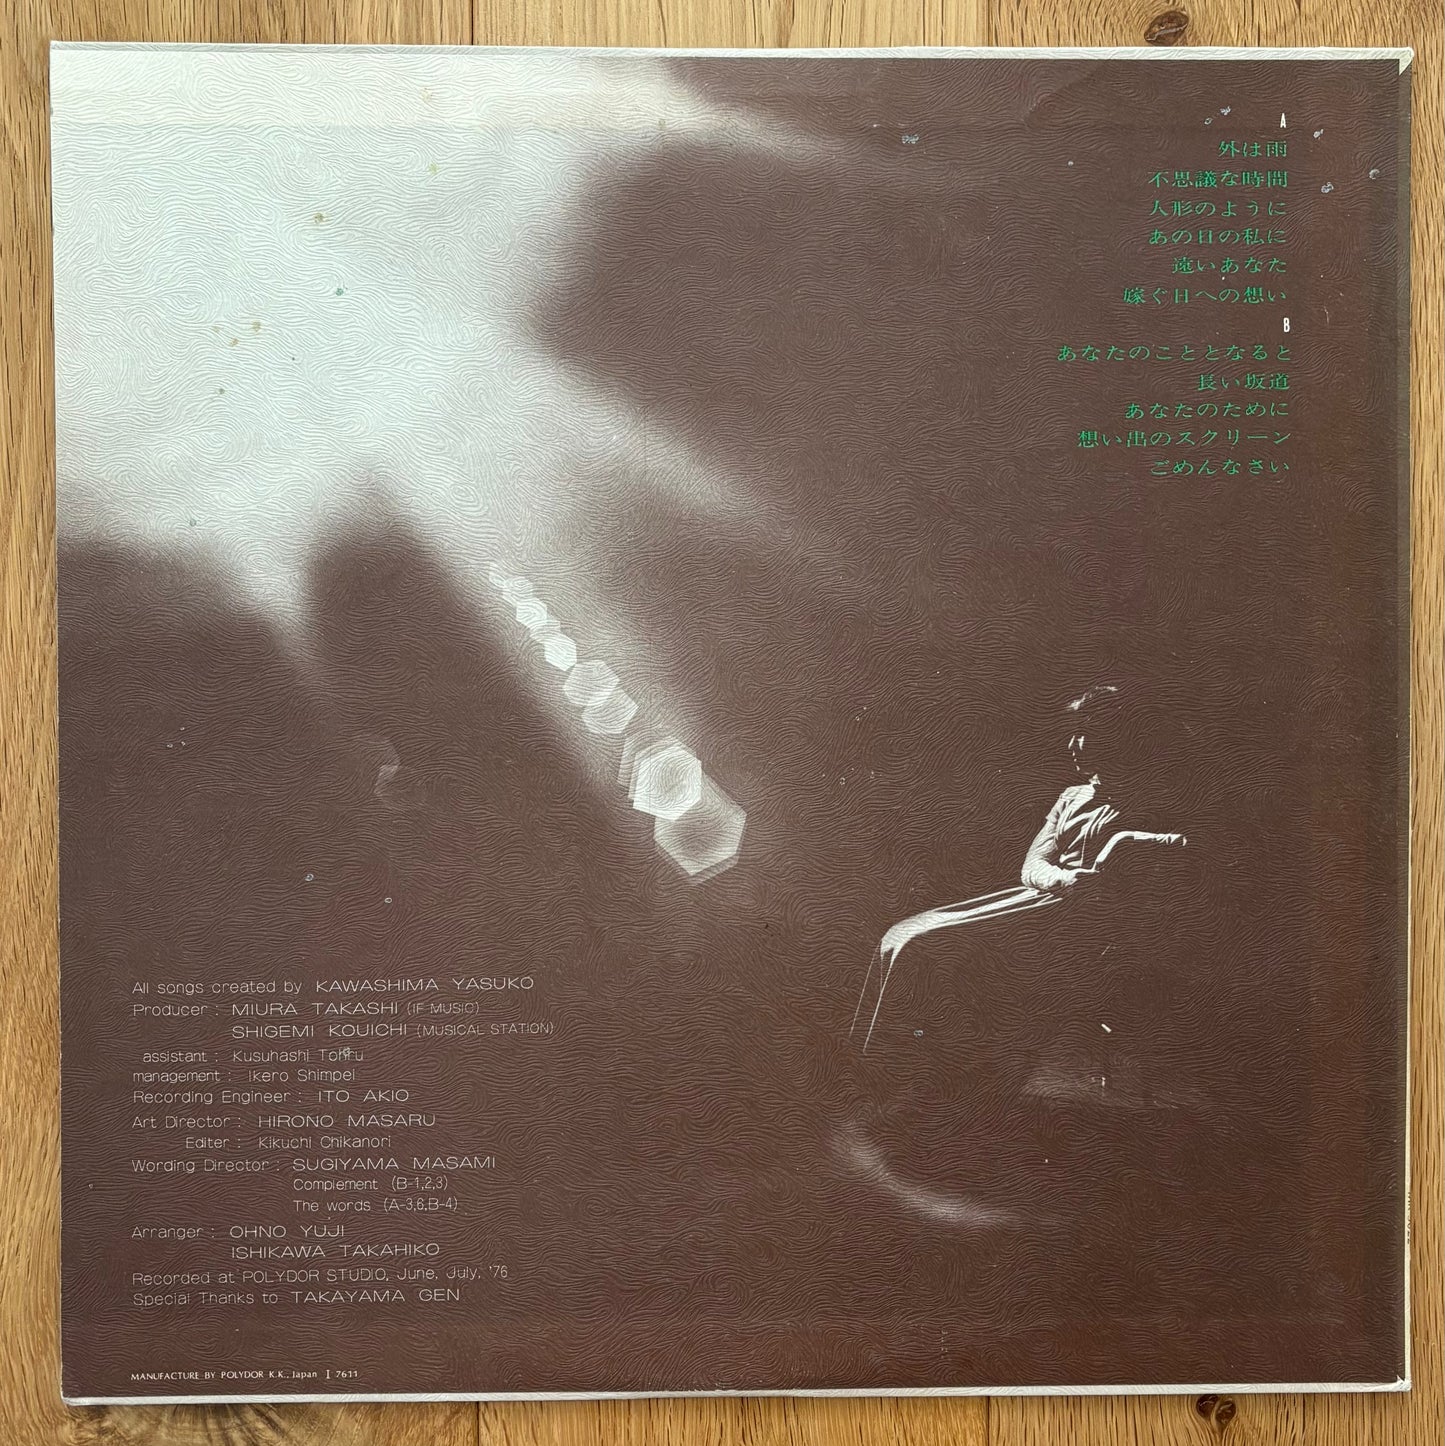 A
外は雨
不思議な時間
人形のように
あの日の私に
遠いあなた
嫁ぐ日への想い
B
あなたのこととなると
長い坂道
あなたのために
想い出のスクリーン
ごめんなさい
All songs created by KAWASHIMA YASUKO
Producer : MIURA TAKASHI (IF MUSIC)
SHIGEMI KOUICHI (MUSICAL STATION)
assistant : Kusuhashi Tohru
management : Ikero Shimpei
Recording Engineer : ITO AKIO
Art Director : HIRONO MASARU
Editer : Kikuchi Chikanori
Wording Director : SUGIYAMA MASAMI
Complement (B-1,2,3)
The words (A-3,6,B-4)
Arranger : OHNO YUJI
ISHIKAWA TAKAHIKO
Recorded at POLYDOR STUDIO, June, July, '76
Special Thanks to TAKAYAMA GEN
MANUFACTURE BY POLYDOR K.K., Japan I 7611